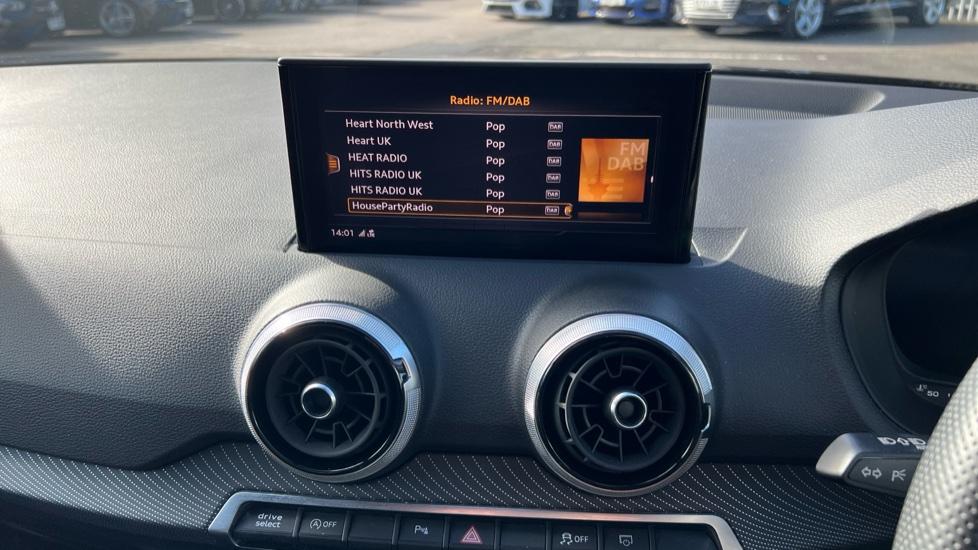 Radio: FM/DAB
Heart North West Pop DAB
Heart UK Pop DAB
HEAT RADIO Pop DAB
HITS RADIO UK Pop DAB
HITS RADIO UK Pop DAB
HousePartyRadio Pop DAB
FM
DAB
14:01
50
drive
select
A OFF
OFF